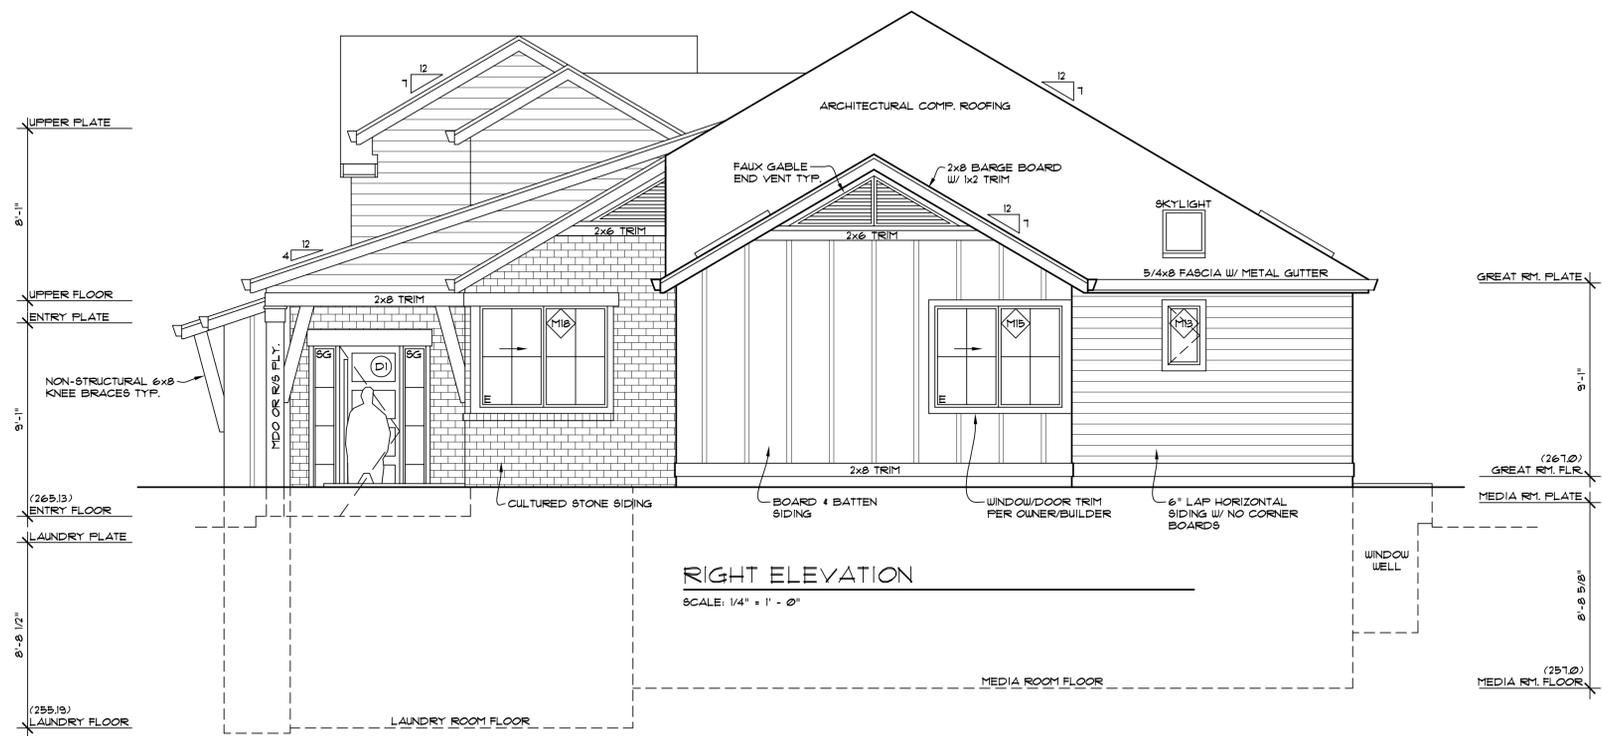 12
7
12
7
ARCHITECTURAL COMP. ROOFING
UPPER PLATE
FAUX GABLE
END VENT TYP.
2x8 BARGE BOARD
W/ 1x2 TRIM
8'-1"
SKYLIGHT
12
7
2x6 TRIM
2x6 TRIM
12
4
5/4x8 FASCIA W/ METAL GUTTER
GREAT RM. PLATE
UPPER FLOOR
2x8 TRIM
ENTRY PLATE
M18
M15
M13
SG
SG
D1
MDO OR R/S PLY.
NON-STRUCTURAL 6x8
KNEE BRACES TYP.
E
E
9'-1"
9'-1"
2x8 TRIM
(267.0)
GREAT RM. FLR.
(265.13)
ENTRY FLOOR
CULTURED STONE SIDING
BOARD & BATTEN
SIDING
WINDOW/DOOR TRIM
PER OWNER/BUILDER
6" LAP HORIZONTAL
SIDING W/ NO CORNER
BOARDS
MEDIA RM. PLATE
LAUNDRY PLATE
WINDOW
WELL
RIGHT ELEVATION
SCALE: 1/4" = 1' - 0"
8'-8 1/2"
8'-8 5/8"
MEDIA ROOM FLOOR
(257.0)
MEDIA RM. FLOOR
(255.19)
LAUNDRY FLOOR
LAUNDRY ROOM FLOOR